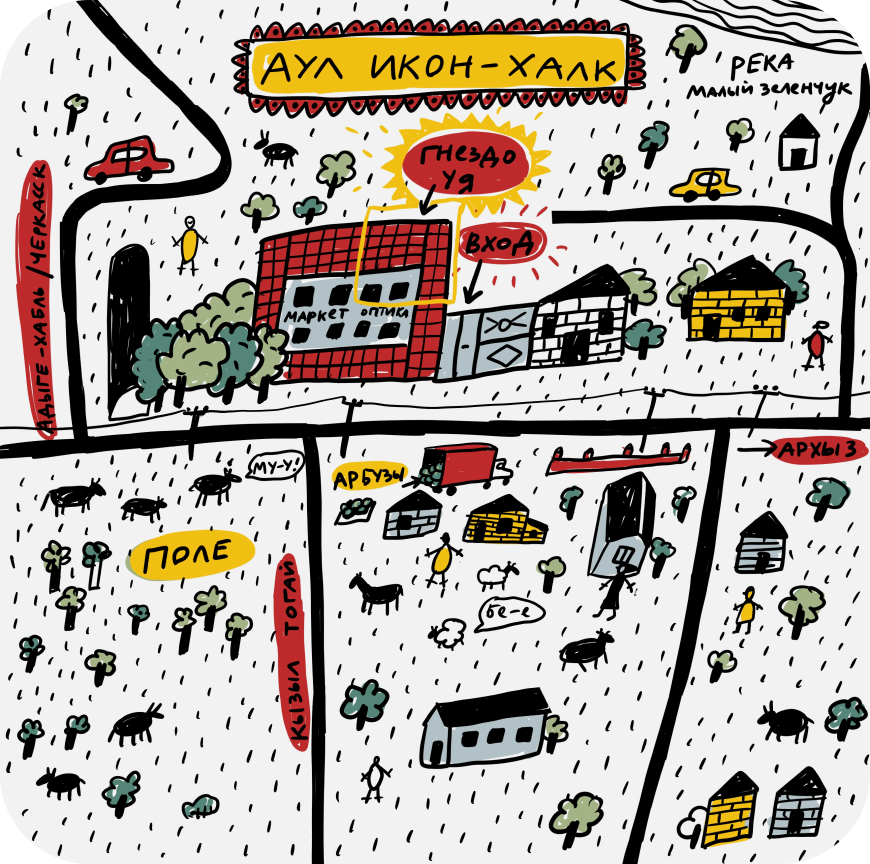 АУЛ ИКОН-ХАЛК
РЕКА
МАЛЫЙ ЗЕЛЕНЧУК
ГНЕЗДО
УЯ
ВХОД
АДЫГЕ-ХАБЛЬ/ЧЕРКАССК
МАРКЕТ ОПТИКА
МУ-У!
АРБУЗЫ
АРХЫЗ
ПОЛЕ
КЫЗЫЛ ТОГАЙ
бе-е